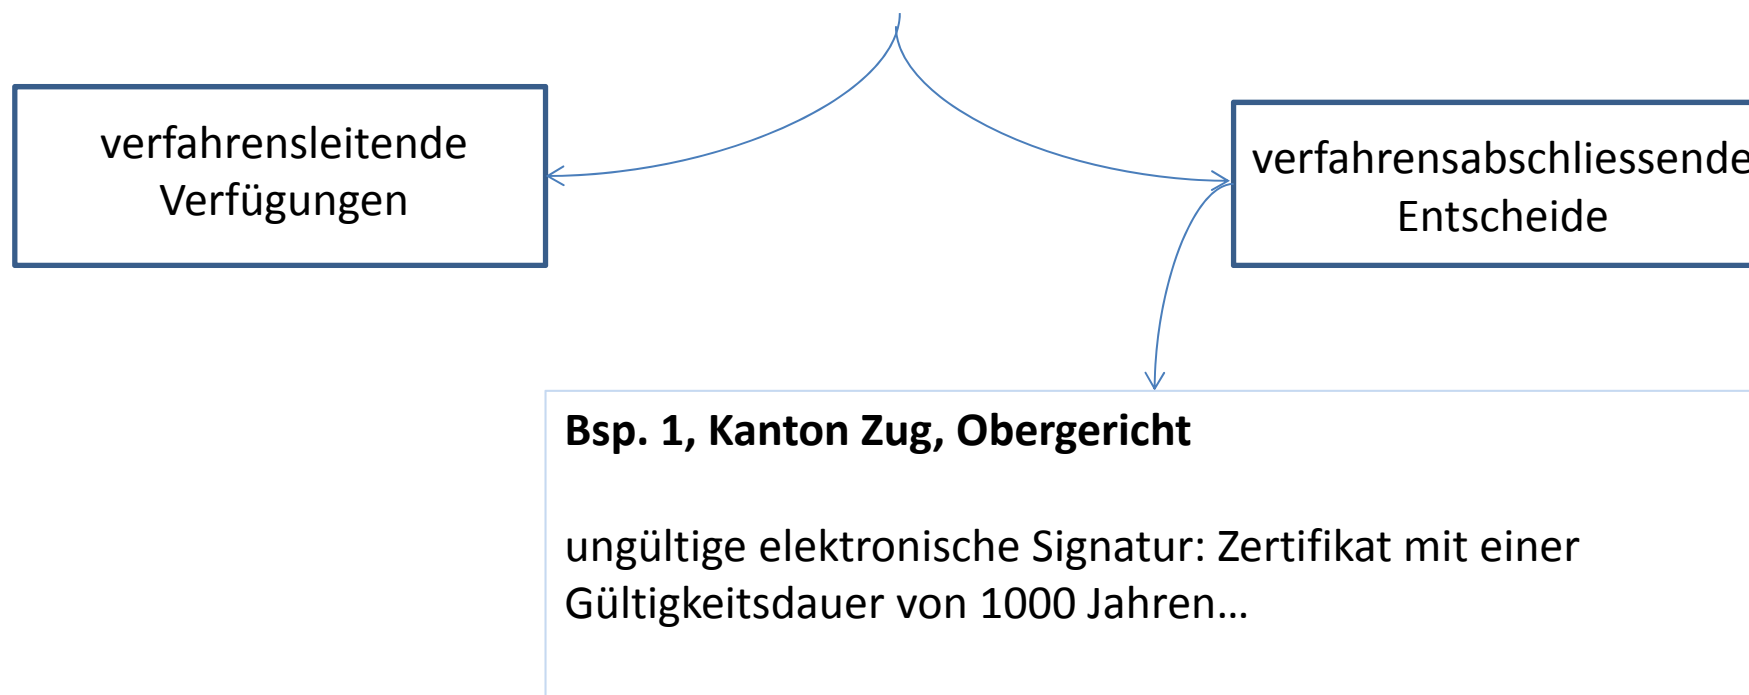 verfahrensleitende
Verfügungen
verfahrensabschliessende
Entscheide
Bsp. 1, Kanton Zug, Obergericht
ungültige elektronische Signatur: Zertifikat mit einer
Gültigkeitsdauer von 1000 Jahren…